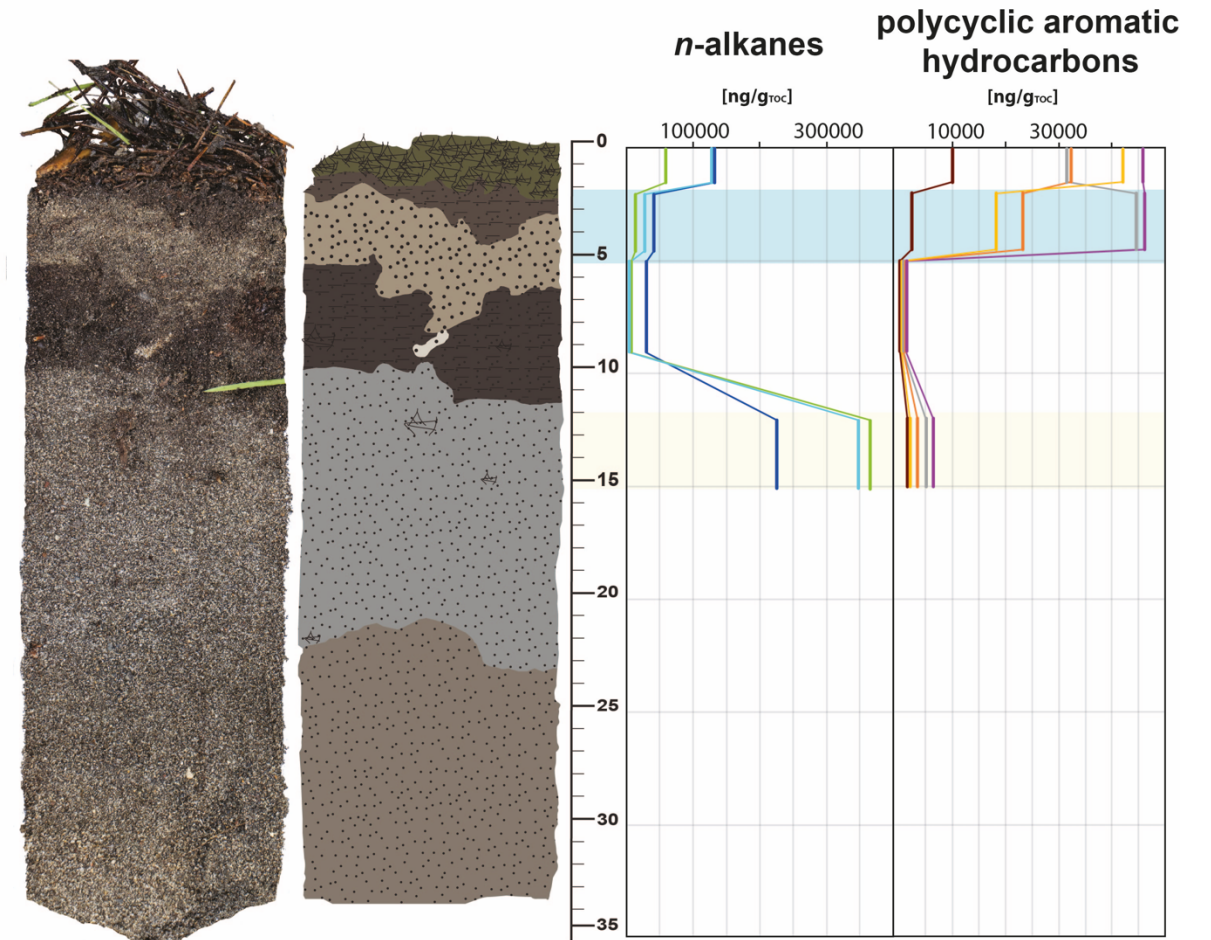 n-alkanes
polycyclic aromatic
hydrocarbons
[ng/gTOC]
[ng/gTOC]
100000 300000
10000 30000
0
5
10
15
20
25
30
35